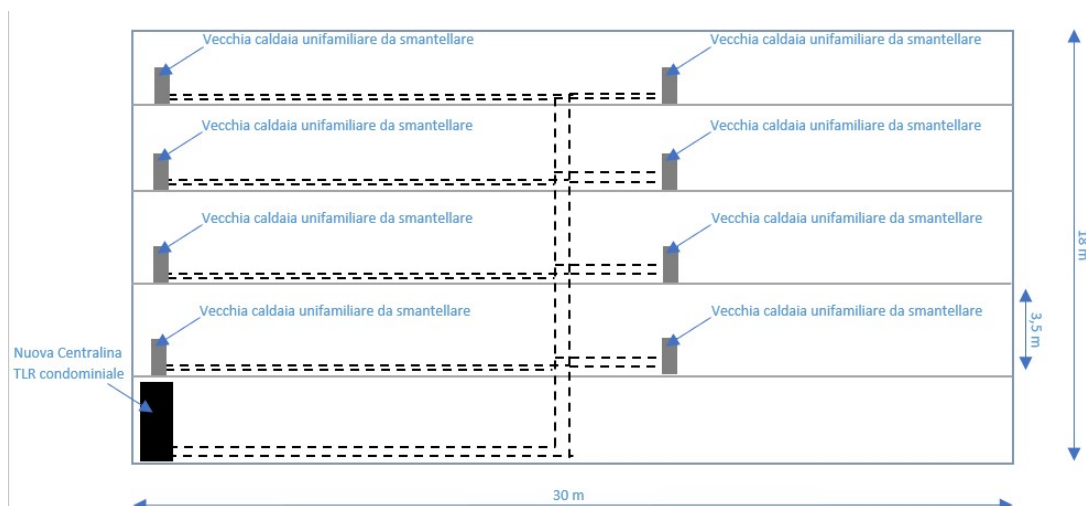 Vecchia caldaia unifamiliare da smantellare
Vecchia caldaia unifamiliare da smantellare
Vecchia caldaia unifamiliare da smantellare
Vecchia caldaia unifamiliare da smantellare
Vecchia caldaia unifamiliare da smantellare
Vecchia caldaia unifamiliare da smantellare
18 m
Vecchia caldaia unifamiliare da smantellare
Vecchia caldaia unifamiliare da smantellare
3,5 m
Nuova Centralina
TLR condominiale
30 m